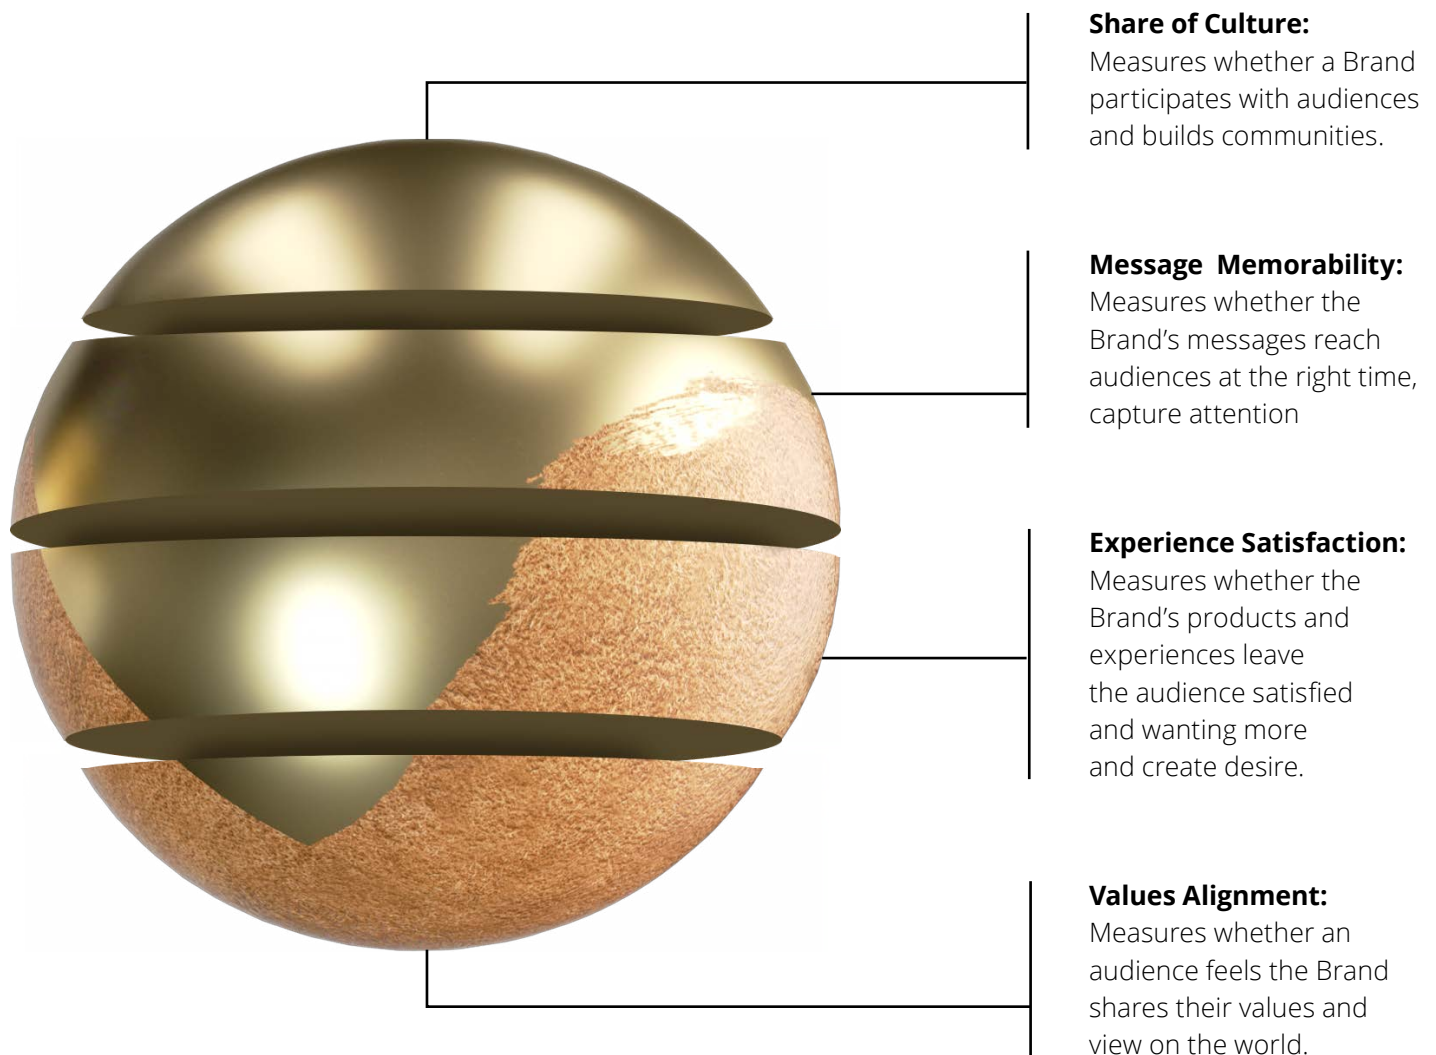 Share of Culture:
Measures whether a Brand
participates with audiences
and builds communities.
Message  Memorability:
Measures whether the
Brand’s messages reach
audiences at the right time,
capture attention
Experience Satisfaction:
Measures whether the
Brand’s products and
experiences leave
the audience satisfied
and wanting more
and create desire.
Values Alignment:
Measures whether an
audience feels the Brand
shares their values and
view on the world.